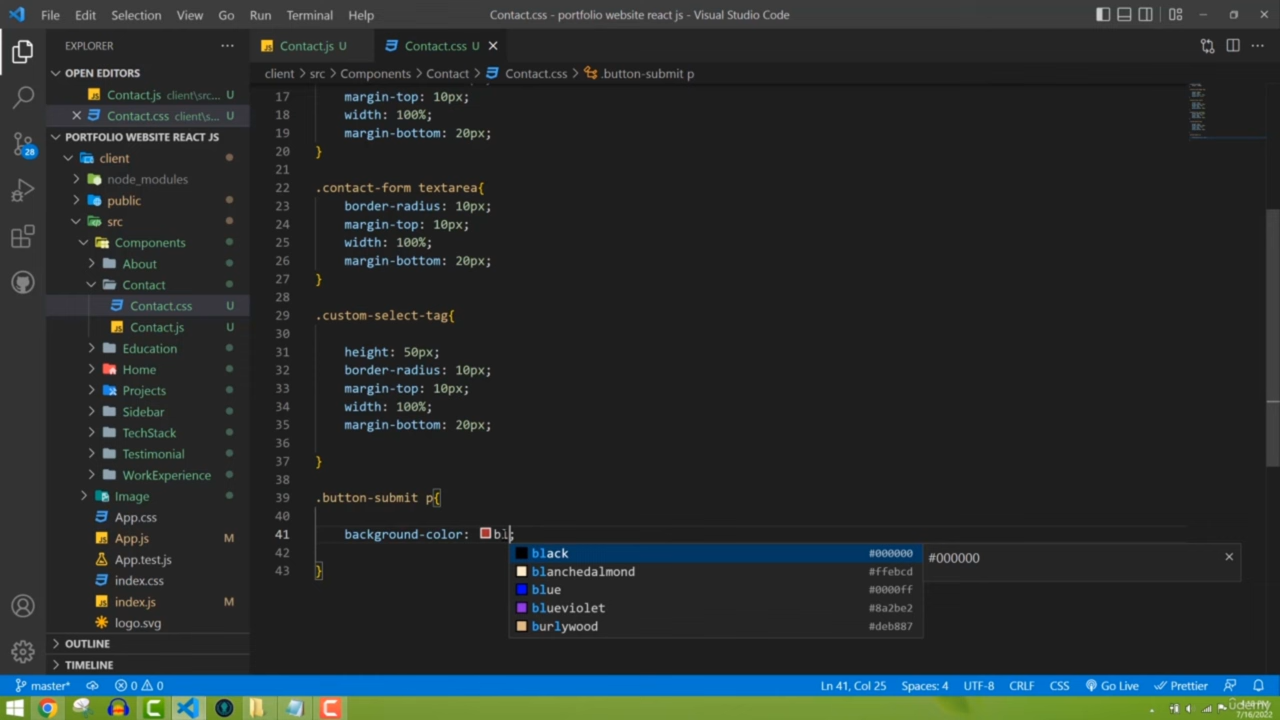 File Edit Selection View Go Run Terminal Help
Contact.css - portfolio website react js - Visual Studio Code
EXPLORER
Contact.js U
Contact.css U
client > src > Components > Contact > Contact.css > .button-submit p
OPEN EDITORS
Contact.js client\src... U
Contact.css client\s... U
PORTFOLIO WEBSITE REACT JS
client
node_modules
public
src
Components
About
Contact
Contact.css U
Contact.js U
Education
Home
Projects
Sidebar
TechStack
Testimonial
WorkExperience
Image
App.css
App.js M
App.test.js
index.css
index.js M
logo.svg
OUTLINE
TIMELINE
28
17 margin-top: 10px;
18 width: 100%;
19 margin-bottom: 20px;
20 }
21
22 .contact-form textarea{
23 border-radius: 10px;
24 margin-top: 10px;
25 width: 100%;
26 margin-bottom: 20px;
27 }
28
29 .custom-select-tag{
30
31 height: 50px;
32 border-radius: 10px;
33 margin-top: 10px;
34 width: 100%;
35 margin-bottom: 20px;
36
37 }
38
39 .button-submit p{
40
41 background-color: bl;
42
43 }
black #000000
blanchedalmond #ffebcd
blue #0000ff
blueviolet #8a2be2
burlywood #deb887
#000000
master* 0 0 Ln 41, Col 25 Spaces: 4 UTF-8 CRLF CSS Go Live Prettier
udemy
7/16/2022